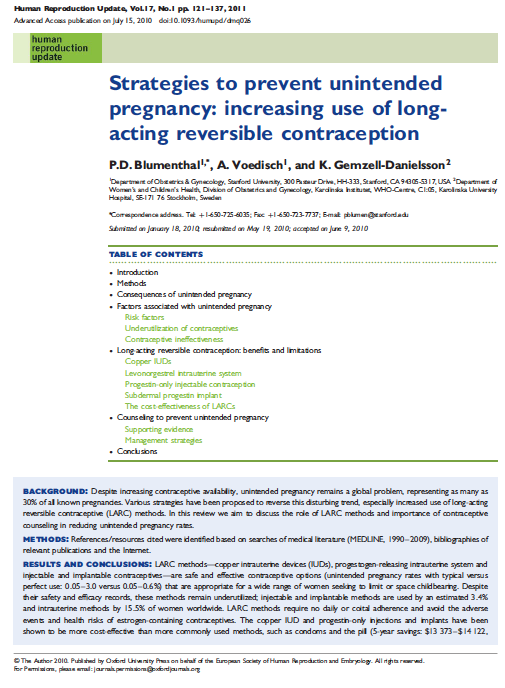 Human Reproduction Update, Vol.17, No.1 pp. 121–137, 2011
Advanced Access publication on July 15, 2010 doi:10.1093/humupd/dmq026
human
reproduction
update
Strategies to prevent unintended
pregnancy: increasing use of long-
acting reversible contraception
P.D. Blumenthal1,*, A. Voedisch1, and K. Gemzell-Danielsson2
1Department of Obstetrics & Gynecology, Stanford University, 300 Pasteur Drive, HH-333, Stanford, CA 94305-5317, USA 2Department of
Women's and Children's Health, Division of Obstetrics and Gynecology, Karolinska Institutet, WHO-Centre, C1:05, Karolinska University
Hospital, SE-171 76 Stockholm, Sweden
*Correspondence address. Tel: +1-650-725-6035; Fax: +1-650-723-7737; E-mail: pblumen@stanford.edu
Submitted on January 18, 2010; resubmitted on May 19, 2010; accepted on June 9, 2010
TABLE OF CONTENTS
• Introduction
• Methods
• Consequences of unintended pregnancy
• Factors associated with unintended pregnancy
Risk factors
Underutilization of contraceptives
Contraceptive ineffectiveness
• Long-acting reversible contraception: benefits and limitations
Copper IUDs
Levonorgestrel intrauterine system
Progestin-only injectable contraception
Subdermal progestin implant
The cost-effectiveness of LARCs
• Counseling to prevent unintended pregnancy
Supporting evidence
Management strategies
• Conclusions
BACKGROUND: Despite increasing contraceptive availability, unintended pregnancy remains a global problem, representing as many as
30% of all known pregnancies. Various strategies have been proposed to reverse this disturbing trend, especially increased use of long-acting
reversible contraceptive (LARC) methods. In this review we aim to discuss the role of LARC methods and importance of contraceptive
counseling in reducing unintended pregnancy rates.
METHODS: References/resources cited were identified based on searches of medical literature (MEDLINE, 1990–2009), bibliographies of
relevant publications and the Internet.
RESULTS AND CONCLUSIONS: LARC methods—copper intrauterine devices (IUDs), progestogen-releasing intrauterine system and
injectable and implantable contraceptives—are safe and effective contraceptive options (unintended pregnancy rates with typical versus
perfect use: 0.05–3.0 versus 0.05–0.6%) that are appropriate for a wide range of women seeking to limit or space childbearing. Despite
their safety and efficacy records, these methods remain underutilized; injectable and implantable methods are used by an estimated 3.4%
and intrauterine methods by 15.5% of women worldwide. LARC methods require no daily or coital adherence and avoid the adverse
events and health risks of estrogen-containing contraceptives. The copper IUD and progestin-only injections and implants have
been shown to be more cost-effective than more commonly used methods, such as condoms and the pill (5-year savings: $13 373–$14 122,
© The Author 2010. Published by Oxford University Press on behalf of the European Society of Human Reproduction and Embryology. All rights reserved.
For Permissions, please email: journals.permissions@oxfordjournals.org